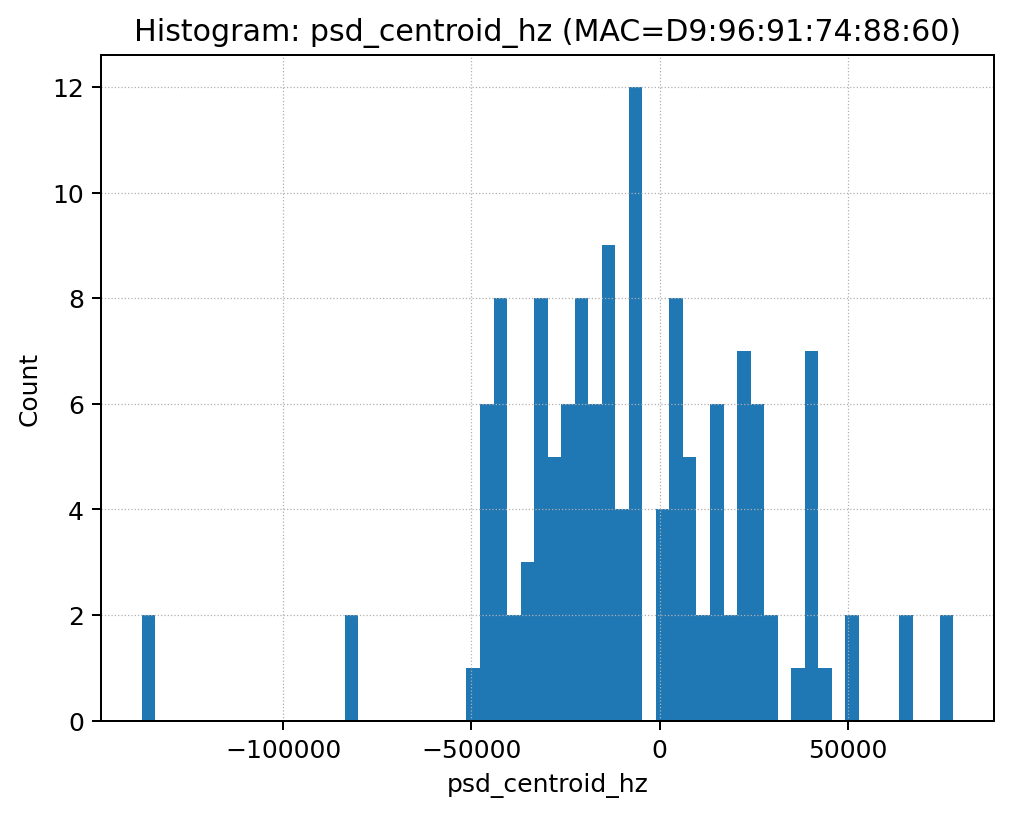 Histogram: psd_centroid_hz (MAC=D9:96:91:74:88:60)
12
10
8
6
4
2
0
Count
−100000 −50000 0 50000
psd_centroid_hz